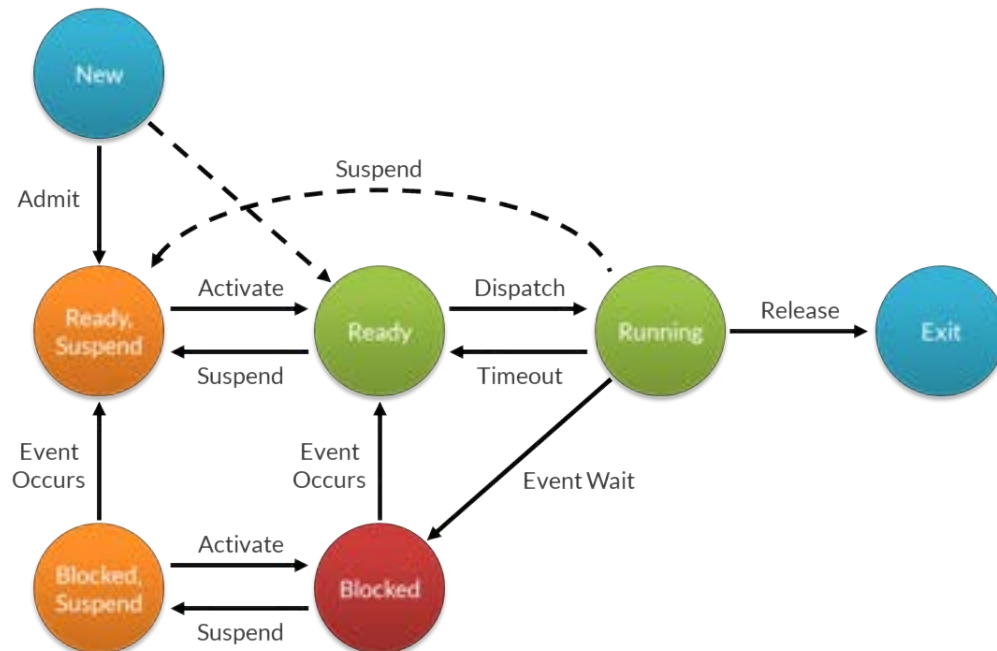 New
Suspend
Admit
Activate
Dispatch
Release
Ready,
Suspend
Ready
Running
Exit
Suspend
Timeout
Event
Occurs
Event
Occurs
Event Wait
Activate
Blocked,
Suspend
Blocked
Suspend